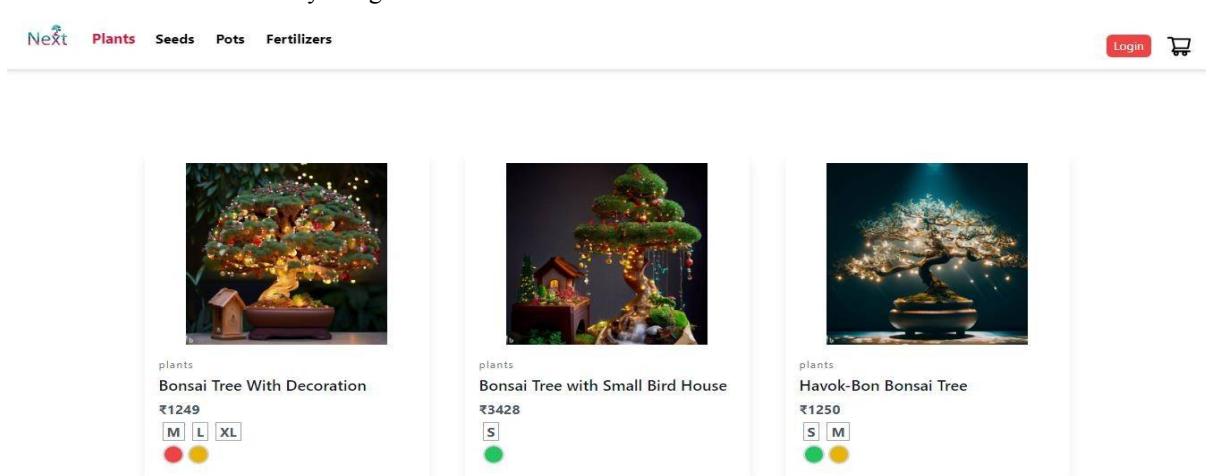 Next Plants Seeds Pots Fertilizers
Login
plants
Bonsai Tree With Decoration
₹1249
M L XL
plants
Bonsai Tree with Small Bird House
₹3428
S
plants
Havok-Bon Bonsai Tree
₹1250
S M